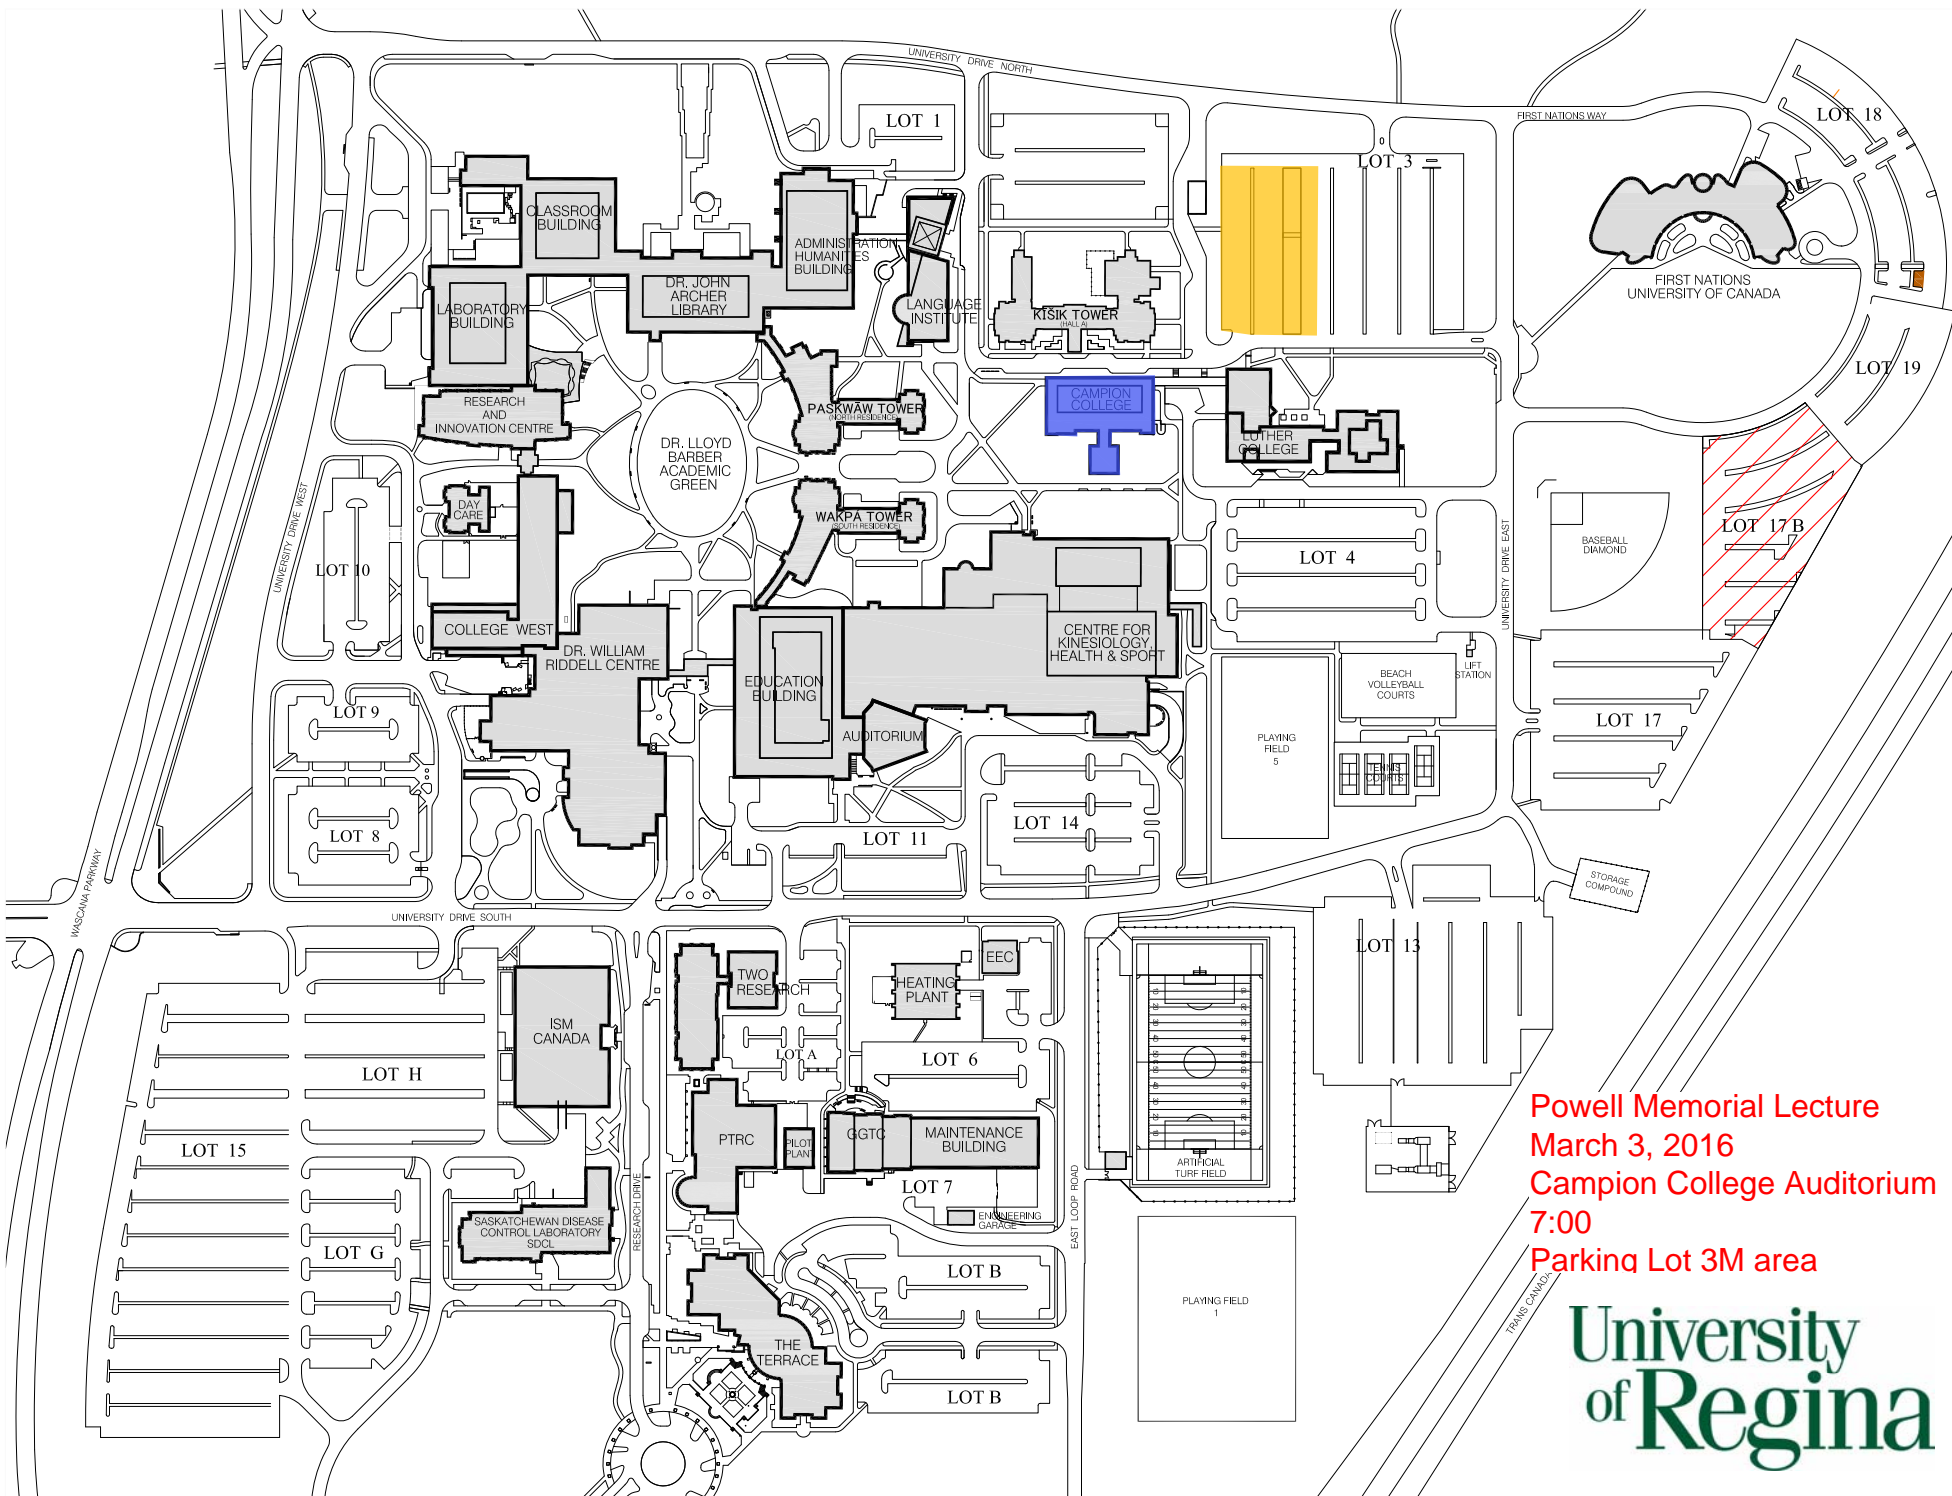 UNIVERSITY DRIVE NORTH
FIRST NATIONS WAY
LOT 18
LOT 1
LOT 3
CLASSROOM
BUILDING
ADMINISTRATION
HUMANITIES
BUILDING
DR. JOHN
ARCHER
LIBRARY
LABORATORY
BUILDING
LANGUAGE
INSTITUTE
KĪSIK TOWER
(HALL A)
FIRST NATIONS
UNIVERSITY OF CANADA
LOT 19
RESEARCH
AND
INNOVATION CENTRE
PASKWĀW TOWER
(NORTH RESIDENCE)
CAMPION
COLLEGE
LUTHER
COLLEGE
DR. LLOYD
BARBER
ACADEMIC
GREEN
DAY
CARE
WAKPĀ TOWER
(SOUTH RESIDENCE)
UNIVERSITY DRIVE WEST
LOT 10
LOT 4
UNIVERSITY DRIVE EAST
BASEBALL
DIAMOND
LOT 17 B
COLLEGE WEST
DR. WILLIAM
RIDDELL CENTRE
EDUCATION
BUILDING
CENTRE FOR
KINESIOLOGY,
HEALTH & SPORT
BEACH
VOLLEYBALL
COURTS
LIFT
STATION
LOT 9
AUDITORIUM
PLAYING
FIELD
5
TENNIS
COURTS
LOT 17
LOT 8
LOT 11
LOT 14
WASCANA PARKWAY
STORAGE
COMPOUND
UNIVERSITY DRIVE SOUTH
LOT 13
TWO
RESEARCH
HEATING
PLANT
EEC
ISM
CANADA
LOT A
LOT 6
LOT H
LOT 15
PTRC
PILOT
PLANT
GGTC
MAINTENANCE
BUILDING
ARTIFICIAL
TURF FIELD
LOT 7
ENGINEERING
GARAGE
EAST LOOP ROAD
RESEARCH DRIVE
SASKATCHEWAN DISEASE
CONTROL LABORATORY
SDCL
LOT G
LOT B
PLAYING FIELD
1
THE
TERRACE
LOT B
TRANS CANADA
Powell Memorial Lecture
March 3, 2016
Campion College Auditorium
7:00
Parking Lot 3M area
University
of Regina